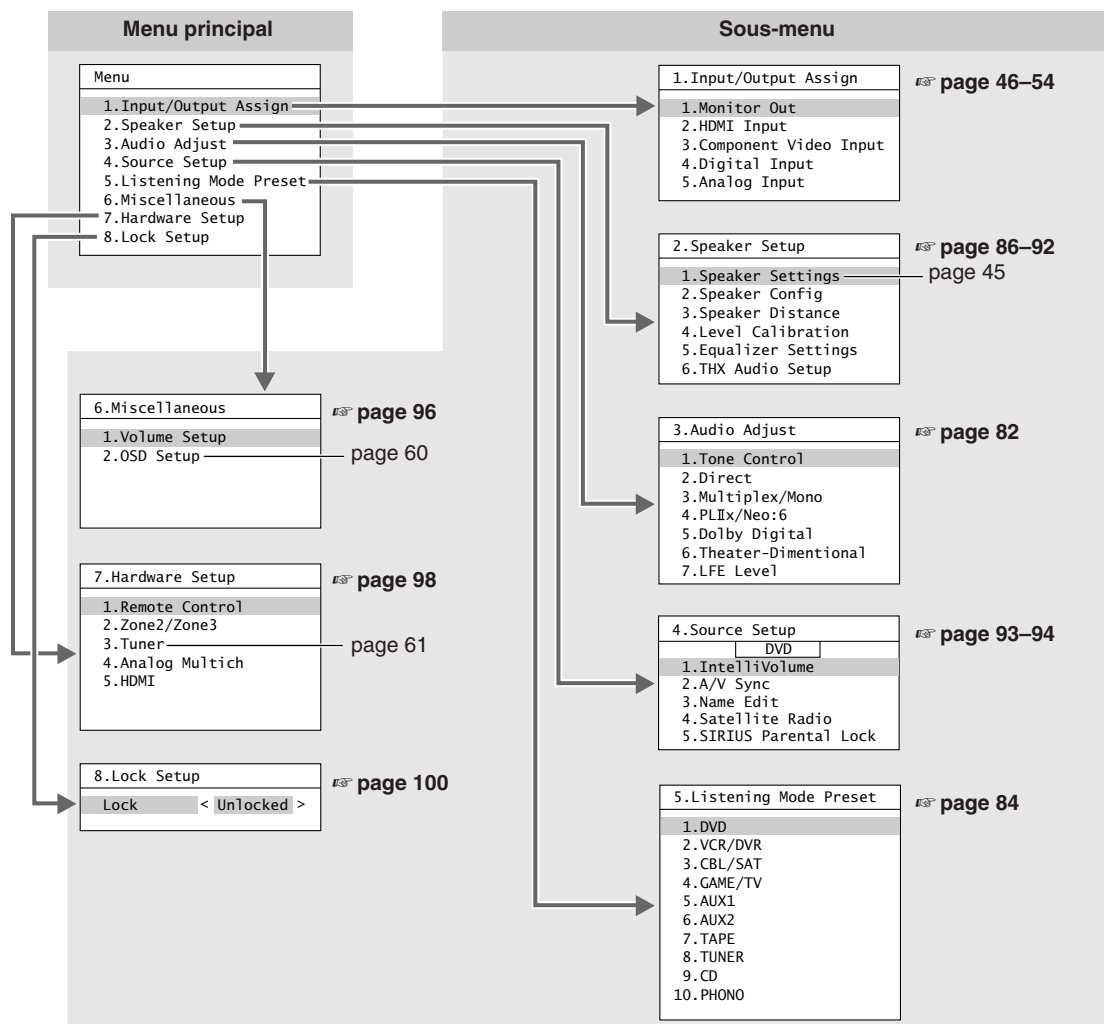 Menu principal
Sous-menu
Menu
1.Input/Output Assign
2.Speaker Setup
3.Audio Adjust
4.Source Setup
5.Listening Mode Preset
6.Miscellaneous
7.Hardware Setup
8.Lock Setup
1.Input/Output Assign
☞ page 46–54
1.Monitor Out
2.HDMI Input
3.Component Video Input
4.Digital Input
5.Analog Input
2.Speaker Setup
☞ page 86–92
1.Speaker Settings
page 45
2.Speaker Config
3.Speaker Distance
4.Level Calibration
5.Equalizer Settings
6.THX Audio Setup
3.Audio Adjust
☞ page 82
1.Tone Control
2.Direct
3.Multiplex/Mono
4.PLⅡx/Neo:6
5.Dolby Digital
6.Theater-Dimentional
7.LFE Level
4.Source Setup
☞ page 93–94
DVD
1.IntelliVolume
2.A/V Sync
3.Name Edit
4.Satellite Radio
5.SIRIUS Parental Lock
5.Listening Mode Preset
☞ page 84
1.DVD
2.VCR/DVR
3.CBL/SAT
4.GAME/TV
5.AUX1
6.AUX2
7.TAPE
8.TUNER
9.CD
10.PHONO
6.Miscellaneous
☞ page 96
1.Volume Setup
2.OSD Setup
page 60
7.Hardware Setup
☞ page 98
1.Remote Control
2.Zone2/Zone3
3.Tuner
page 61
4.Analog Multich
5.HDMI
8.Lock Setup
☞ page 100
Lock < Unlocked >